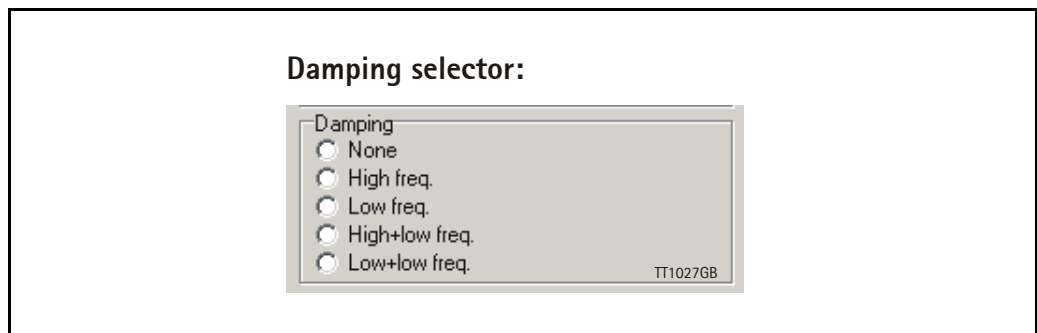 Damping selector:
Damping
None
High freq.
Low freq.
High+low freq.
Low+low freq.
TT1027GB